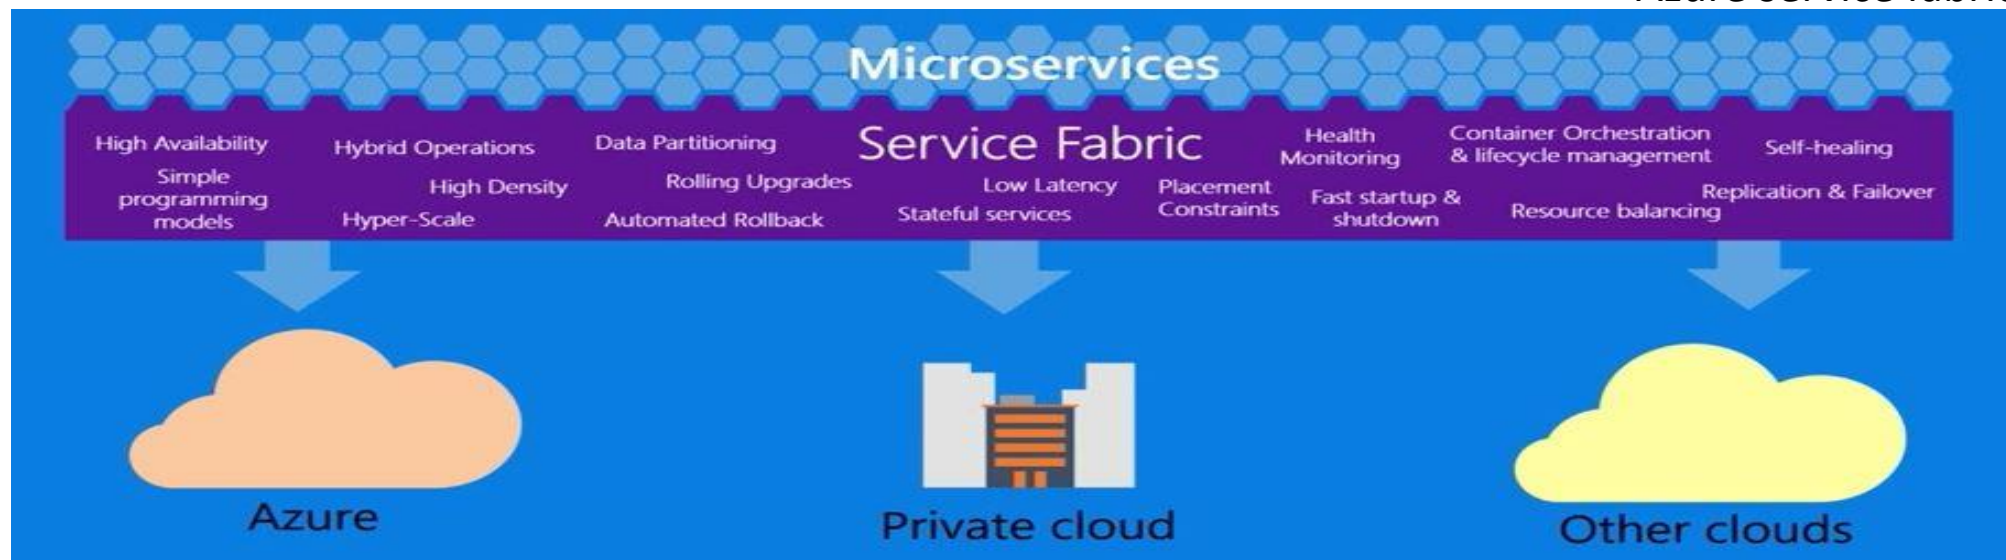 Microservices
Service Fabric
High Availability
Simple
programming
models
Hybrid Operations
High Density
Hyper-Scale
Data Partitioning
Rolling Upgrades
Automated Rollback
Low Latency
Stateful services
Placement
Constraints
Health
Monitoring
Fast startup &
shutdown
Container Orchestration
& lifecycle management
Resource balancing
Self-healing
Replication & Failover
Azure
Private cloud
Other clouds